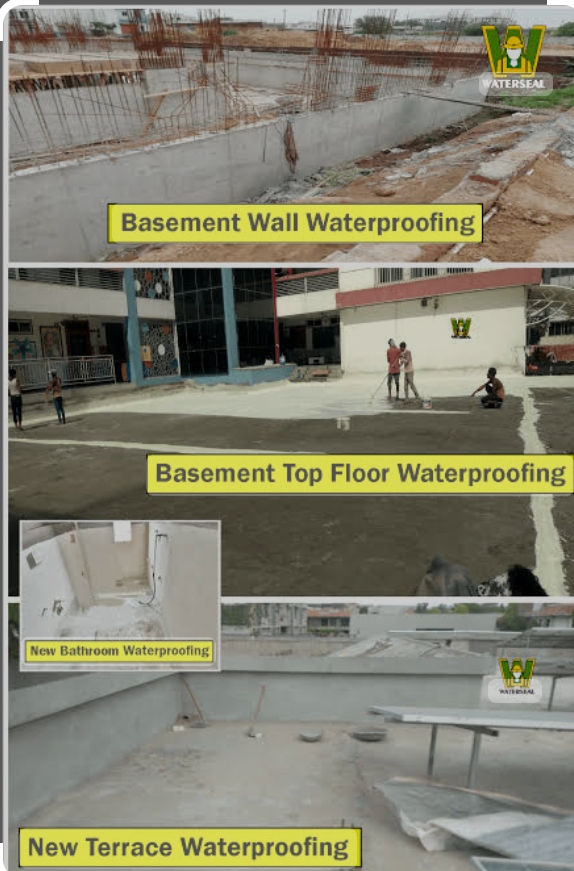 WATERSEAL
Basement Wall Waterproofing
Basement Top Floor Waterproofing
New Bathroom Waterproofing
WATERSEAL
New Terrace Waterproofing